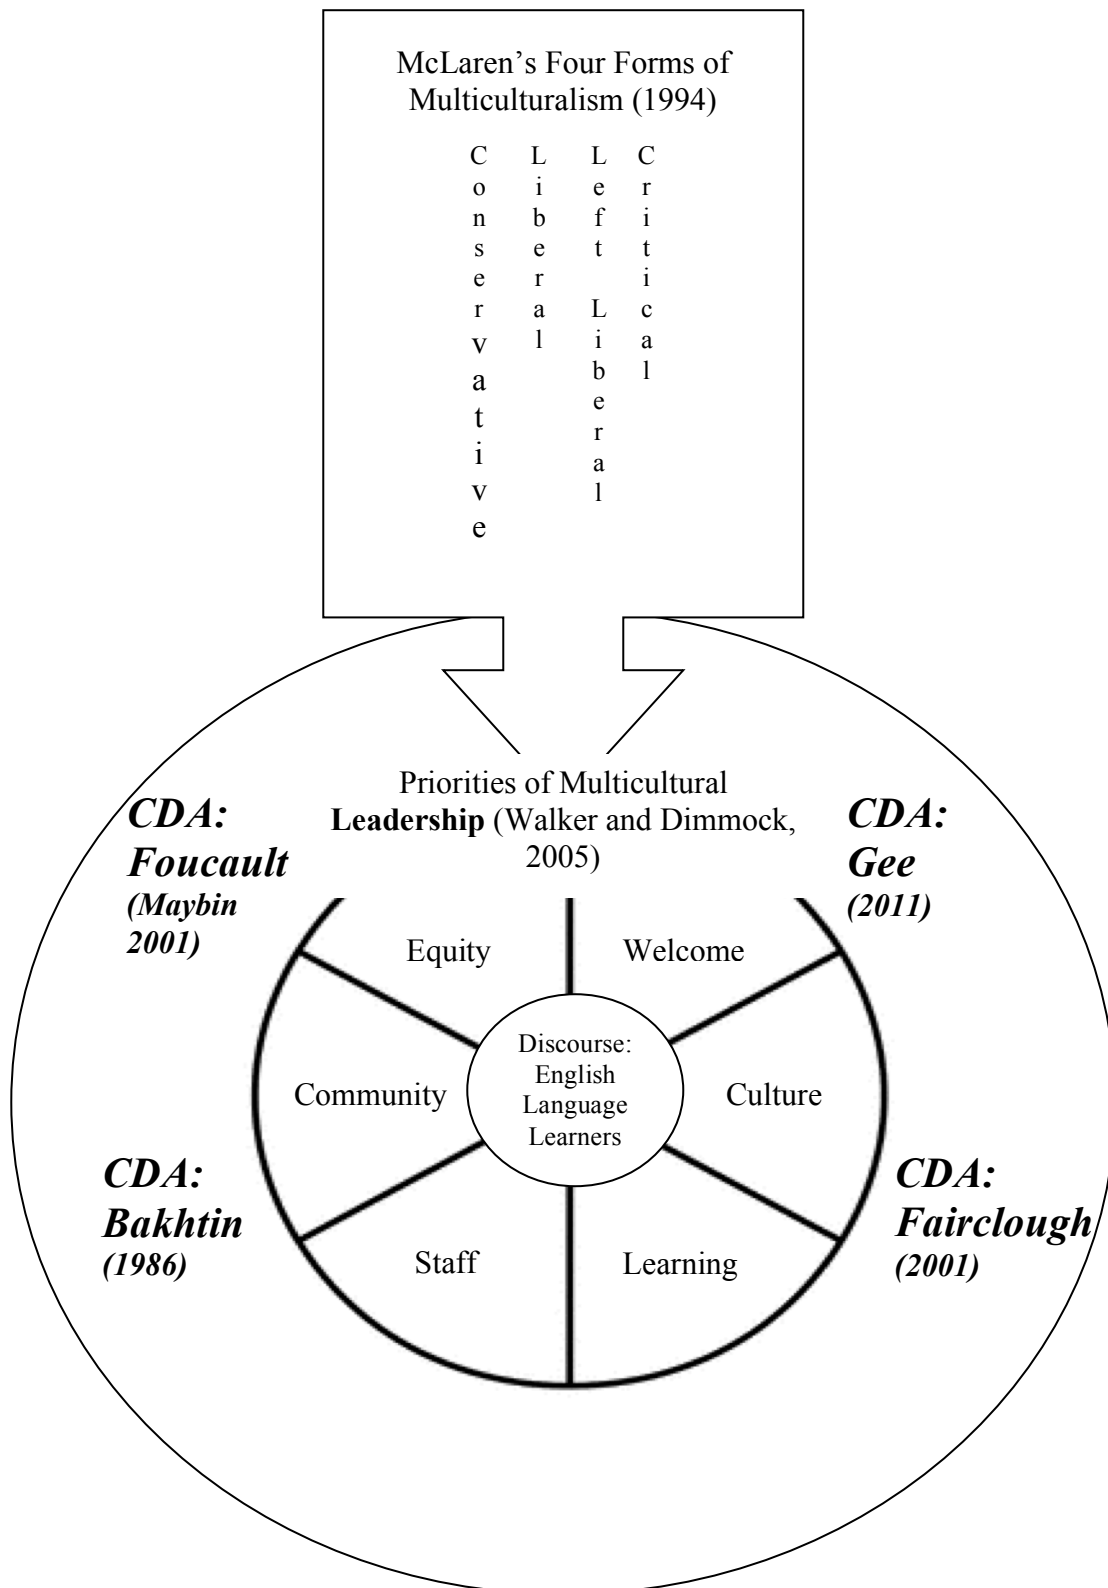 McLaren’s Four Forms of
Multiculturalism (1994)
Conservative
Liberal
Left Liberal
Critical
Priorities of Multicultural
Leadership (Walker and Dimmock,
2005)
CDA:
Foucault
(Maybin
2001)
CDA:
Gee
(2011)
Equity
Welcome
Discourse:
English
Language
Learners
Community
Culture
CDA:
Bakhtin
(1986)
CDA:
Fairclough
(2001)
Staff
Learning